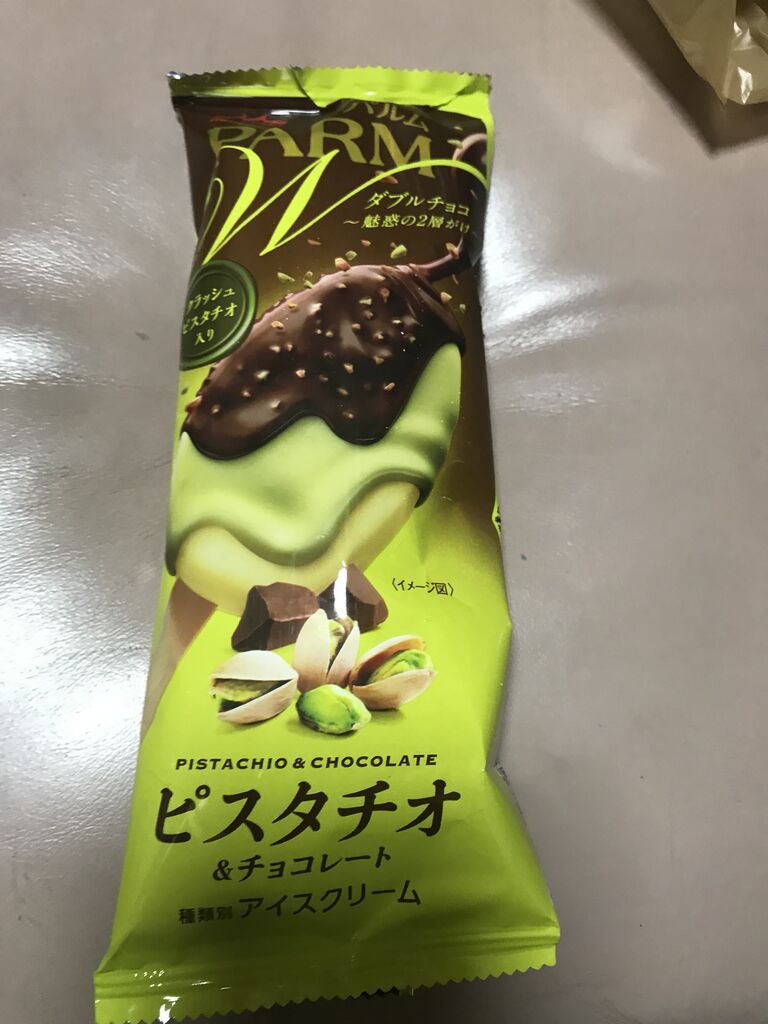 パルム
PARM
W
ダブルチョコ
～魅惑の2層がけ
クラッシュ
ピスタチオ
入り
〈イメージ図〉
PISTACHIO & CHOCOLATE
ピスタチオ
&チョコレート
種類別 アイスクリーム